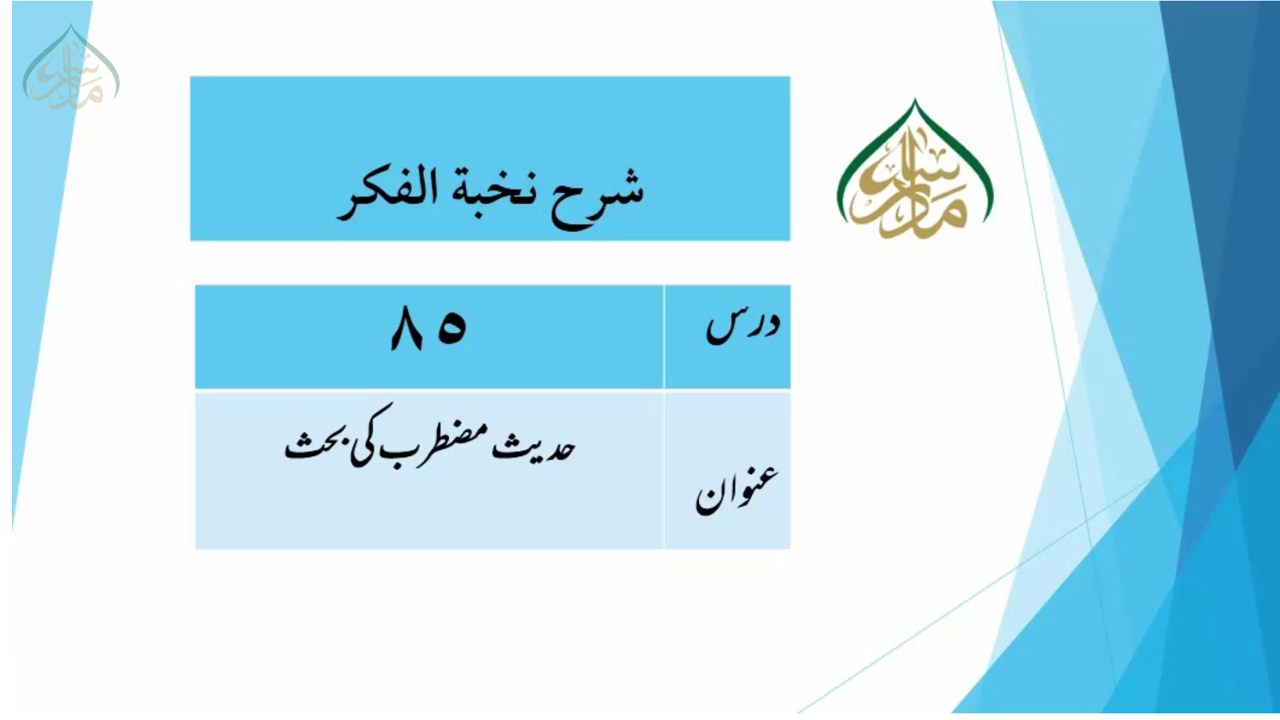 شرح نخبة الفكر
درس
٨٥
عنوان
حدیث مضطرب کی بحث